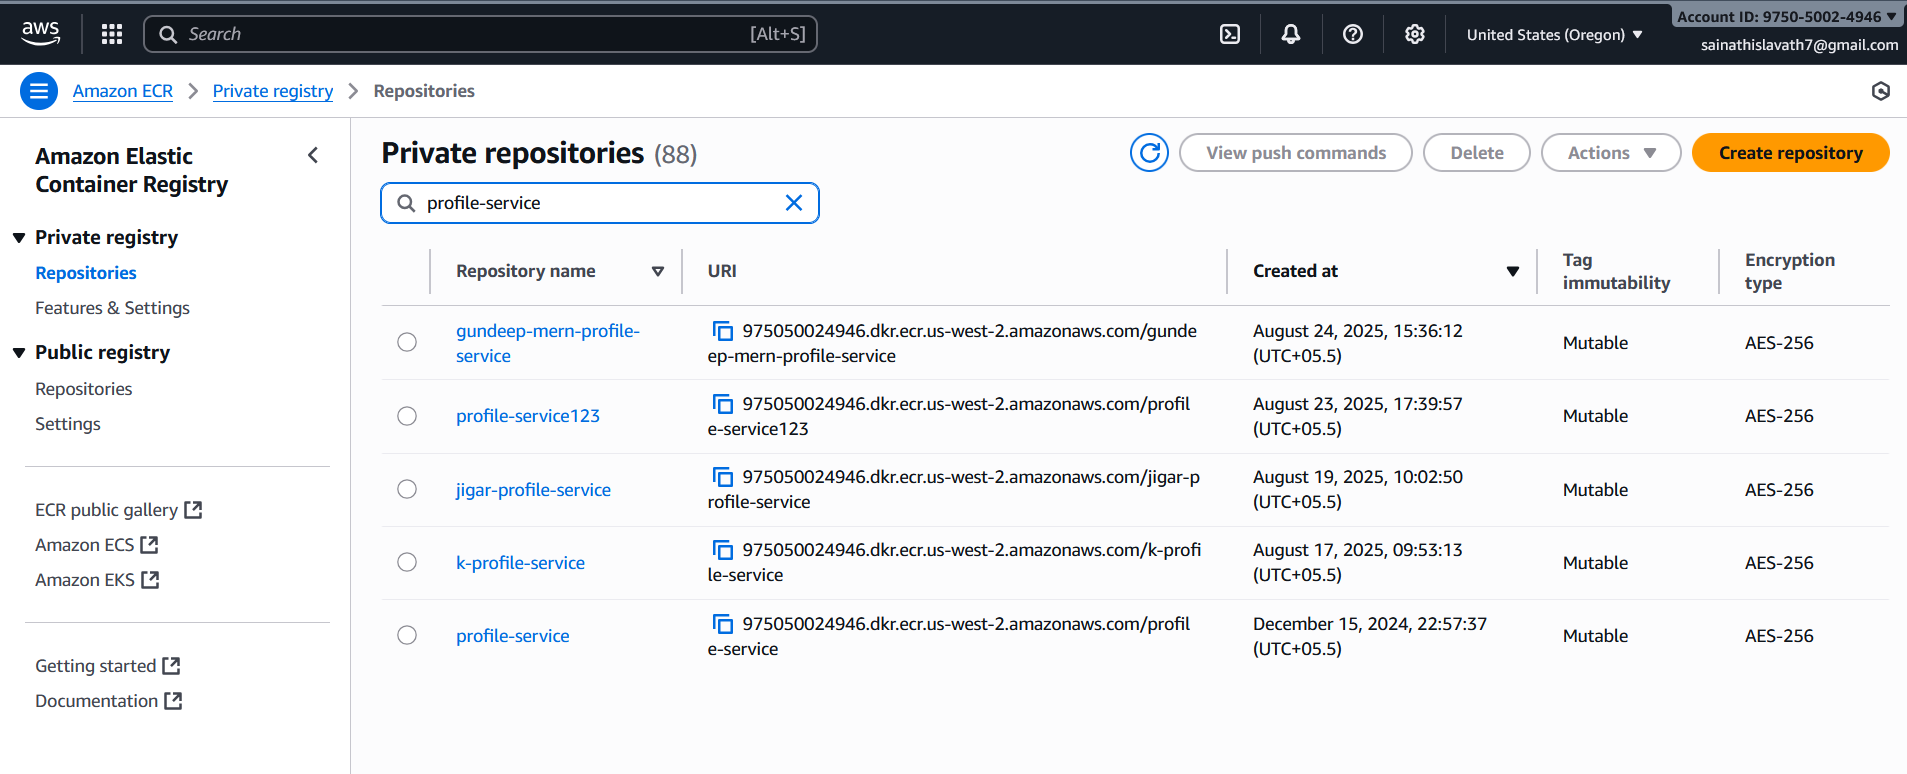 aws
Search
[Alt+S]
United States (Oregon)
Account ID: 9750-5002-4946
sainathislavath7@gmail.com
Amazon ECR
Private registry
Repositories
Amazon Elastic
Container Registry
Private registry
Repositories
Features & Settings
Public registry
Repositories
Settings
ECR public gallery
Amazon ECS
Amazon EKS
Getting started
Documentation
Private repositories (88)
View push commands
Delete
Actions
Create repository
profile-service
Repository name
URI
Created at
Tag
immutability
Encryption
type
gundeep-mern-profile-
service
975050024946.dkr.ecr.us-west-2.amazonaws.com/gunde
ep-mern-profile-service
August 24, 2025, 15:36:12
(UTC+05.5)
Mutable
AES-256
profile-service123
975050024946.dkr.ecr.us-west-2.amazonaws.com/profil
e-service123
August 23, 2025, 17:39:57
(UTC+05.5)
Mutable
AES-256
jigar-profile-service
975050024946.dkr.ecr.us-west-2.amazonaws.com/jigar-p
rofile-service
August 19, 2025, 10:02:50
(UTC+05.5)
Mutable
AES-256
k-profile-service
975050024946.dkr.ecr.us-west-2.amazonaws.com/k-profi
le-service
August 17, 2025, 09:53:13
(UTC+05.5)
Mutable
AES-256
profile-service
975050024946.dkr.ecr.us-west-2.amazonaws.com/profil
e-service
December 15, 2024, 22:57:37
(UTC+05.5)
Mutable
AES-256